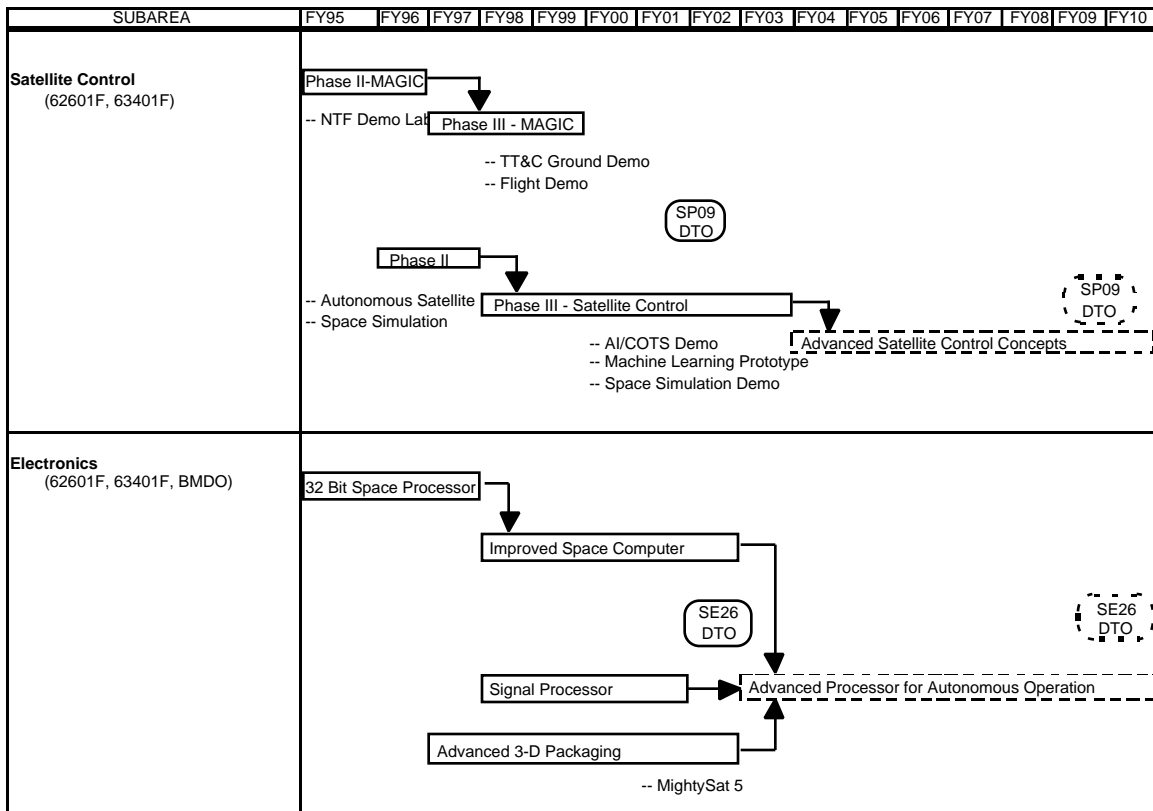 SUBAREA FY95 FY96 FY97 FY98 FY99 FY00 FY01 FY02 FY03 FY04 FY05 FY06 FY07 FY08 FY09 FY10
Satellite Control
(62601F, 63401F)
Phase II-MAGIC
-- NTF Demo Lab
Phase III - MAGIC
-- TT&C Ground Demo
-- Flight Demo
SP09
DTO
Phase II
-- Autonomous Satellite
-- Space Simulation
Phase III - Satellite Control
SP09
DTO
-- AI/COTS Demo
-- Machine Learning Prototype
-- Space Simulation Demo
Advanced Satellite Control Concepts
Electronics
(62601F, 63401F, BMDO)
32 Bit Space Processor
Improved Space Computer
SE26
DTO
SE26
DTO
Signal Processor
Advanced Processor for Autonomous Operation
Advanced 3-D Packaging
-- MightySat 5